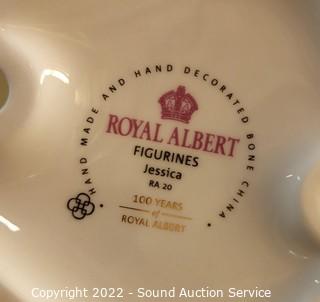 HAND MADE AND HAND DECORATED BONE CHINA
ROYAL ALBERT
FIGURINES
Jessica
RA 20
100 YEARS
of
ROYAL ALBERT
Copyright 2022 - Sound Auction Service